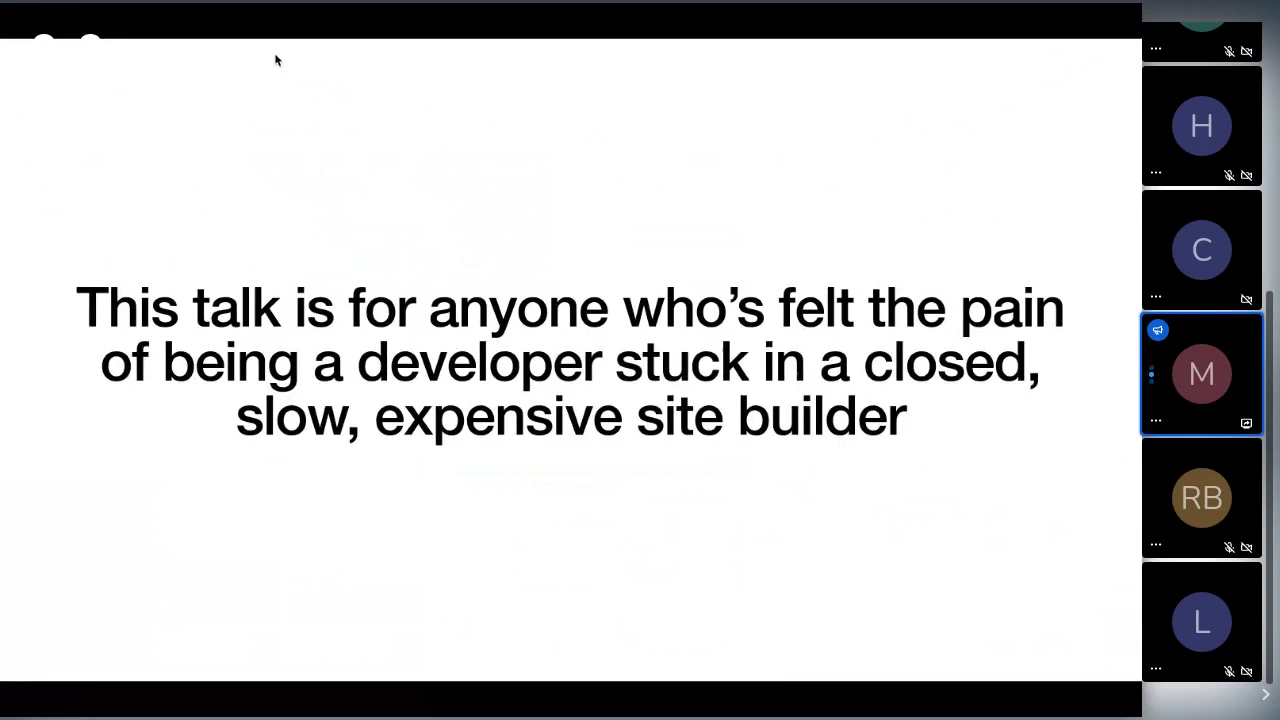 This talk is for anyone who’s felt the pain
of being a developer stuck in a closed,
slow, expensive site builder
H
C
M
RB
L